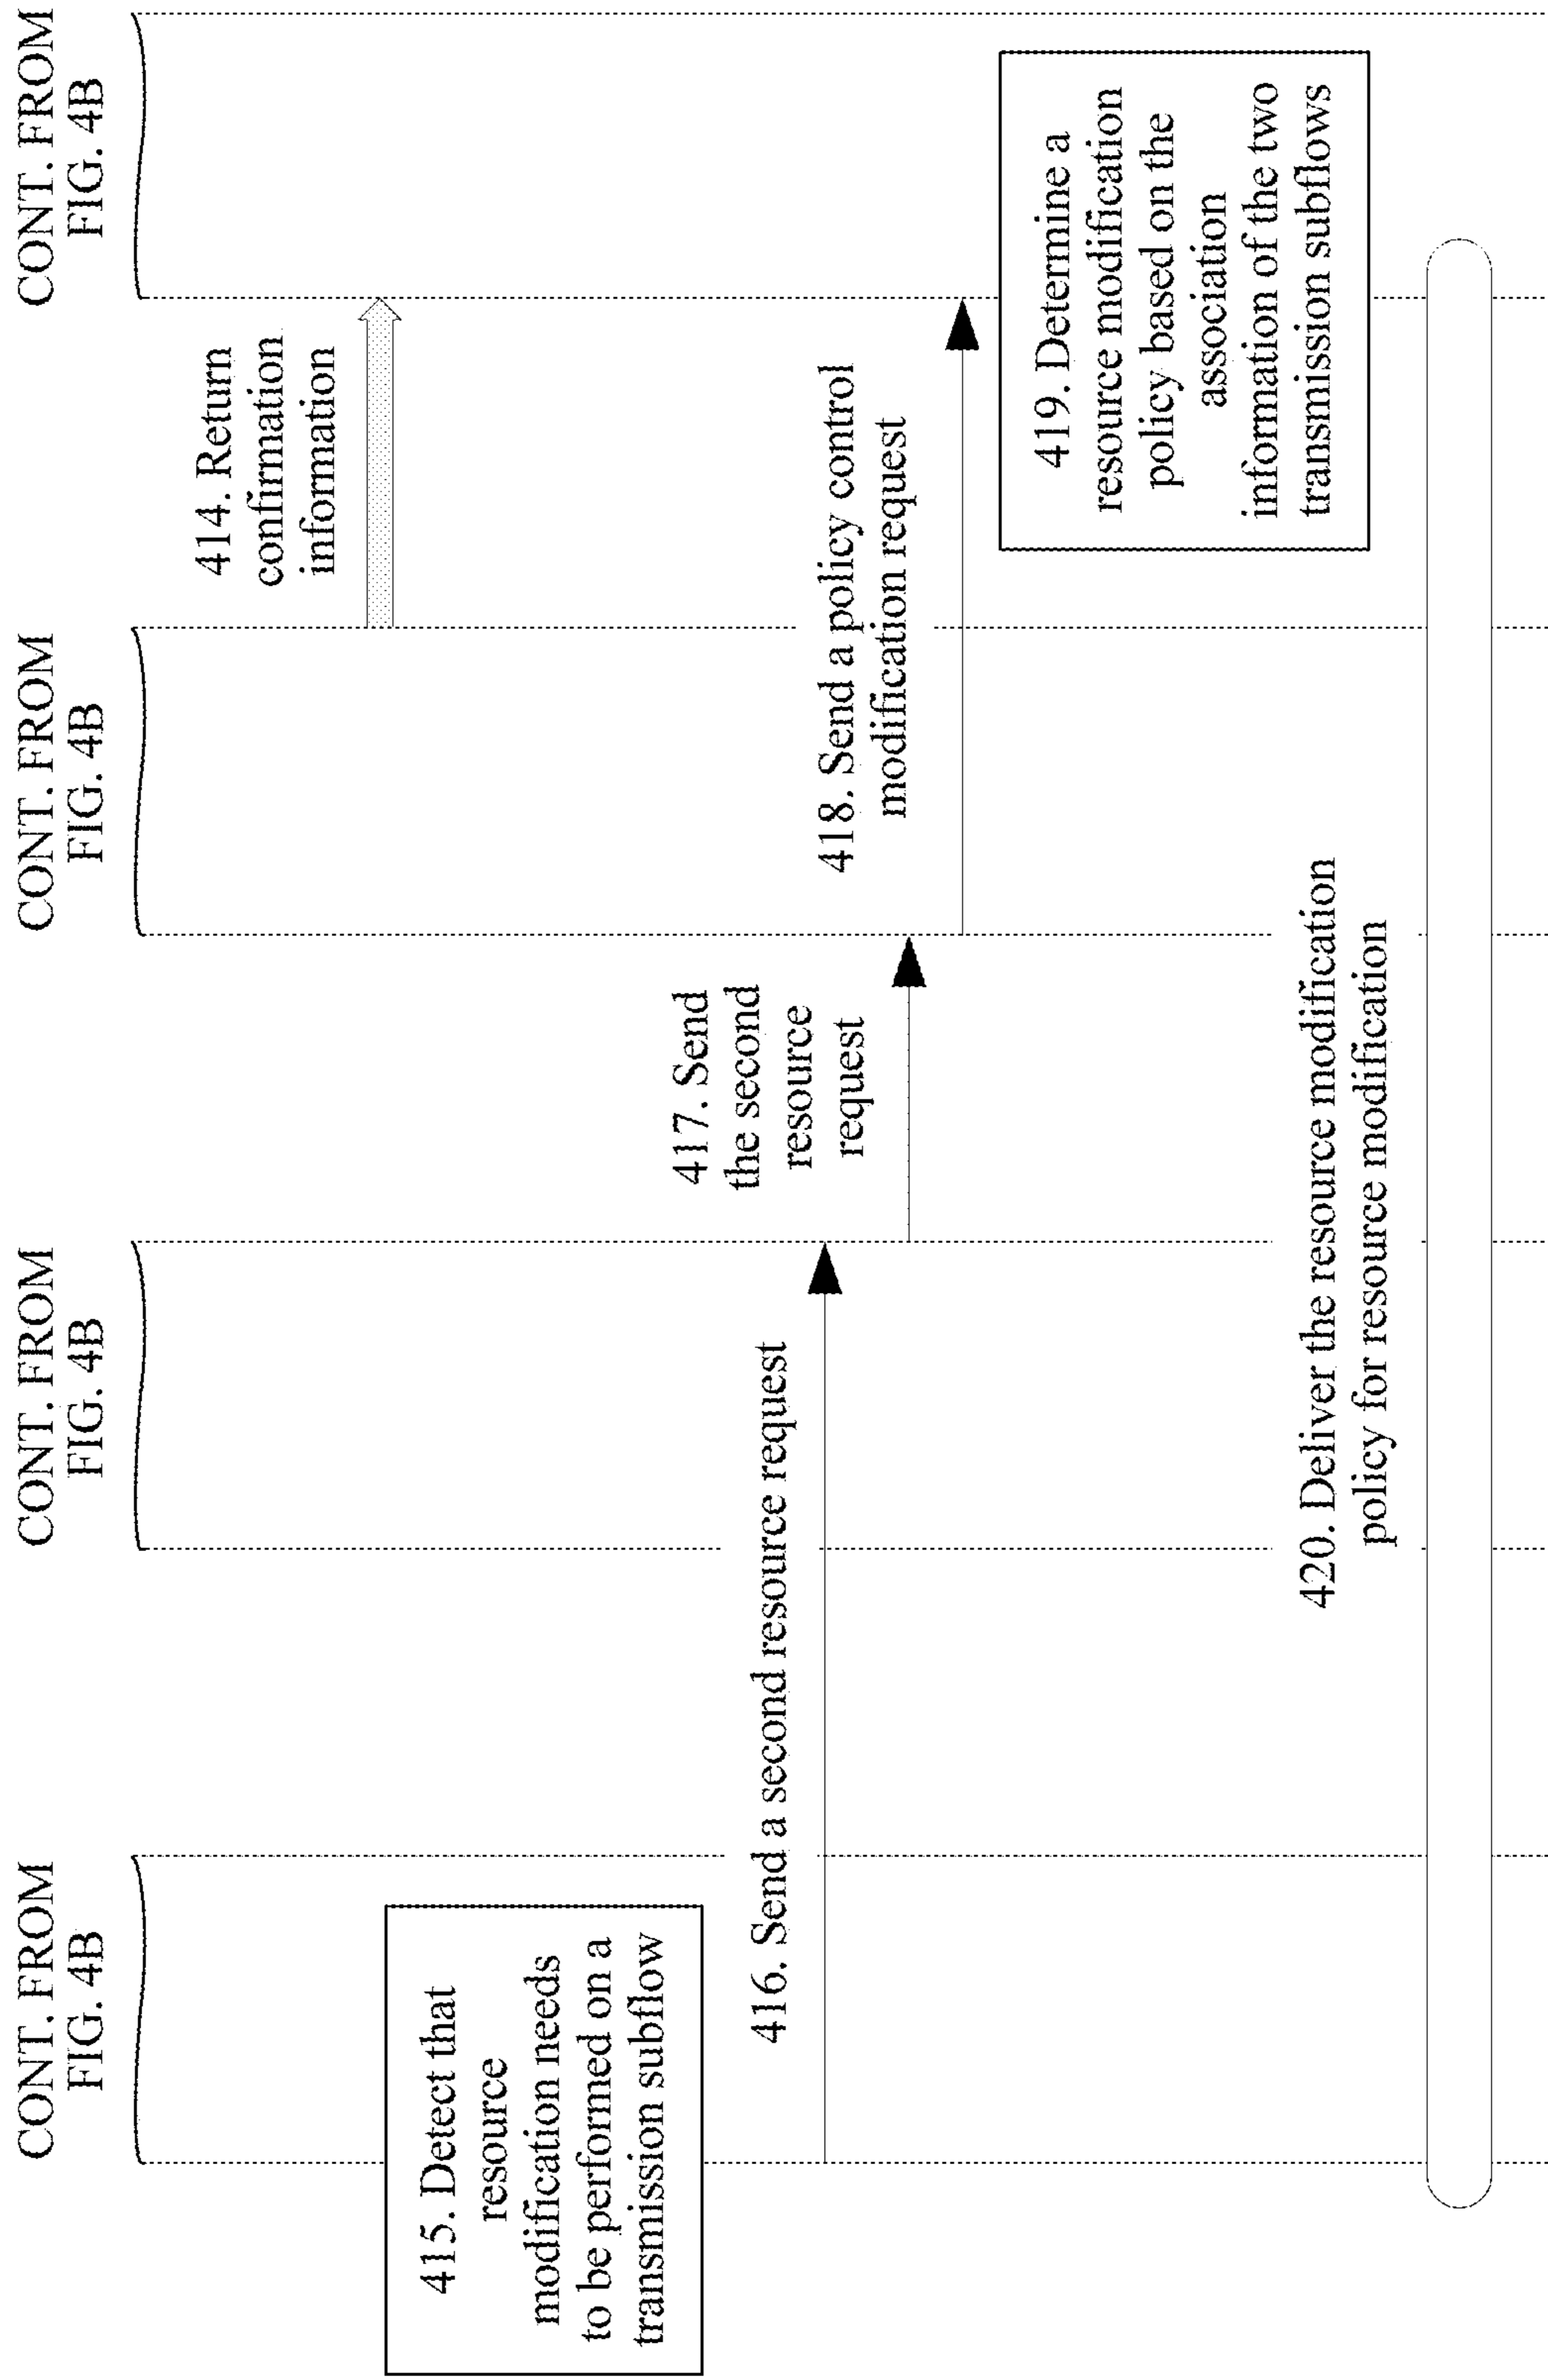 CONT. FROM
FIG. 4B
CONT. FROM
FIG. 4B
CONT. FROM
FIG. 4B
CONT. FROM
FIG. 4B
414. Return
confirmation
information
415. Detect that
resource
modification needs
to be performed on a
transmission subflow
416. Send a second resource request
417. Send
the second
resource
request
418. Send a policy control
modification request
419. Determine a
resource modification
policy based on the
association
information of the two
transmission subflows
420. Deliver the resource modification
policy for resource modification